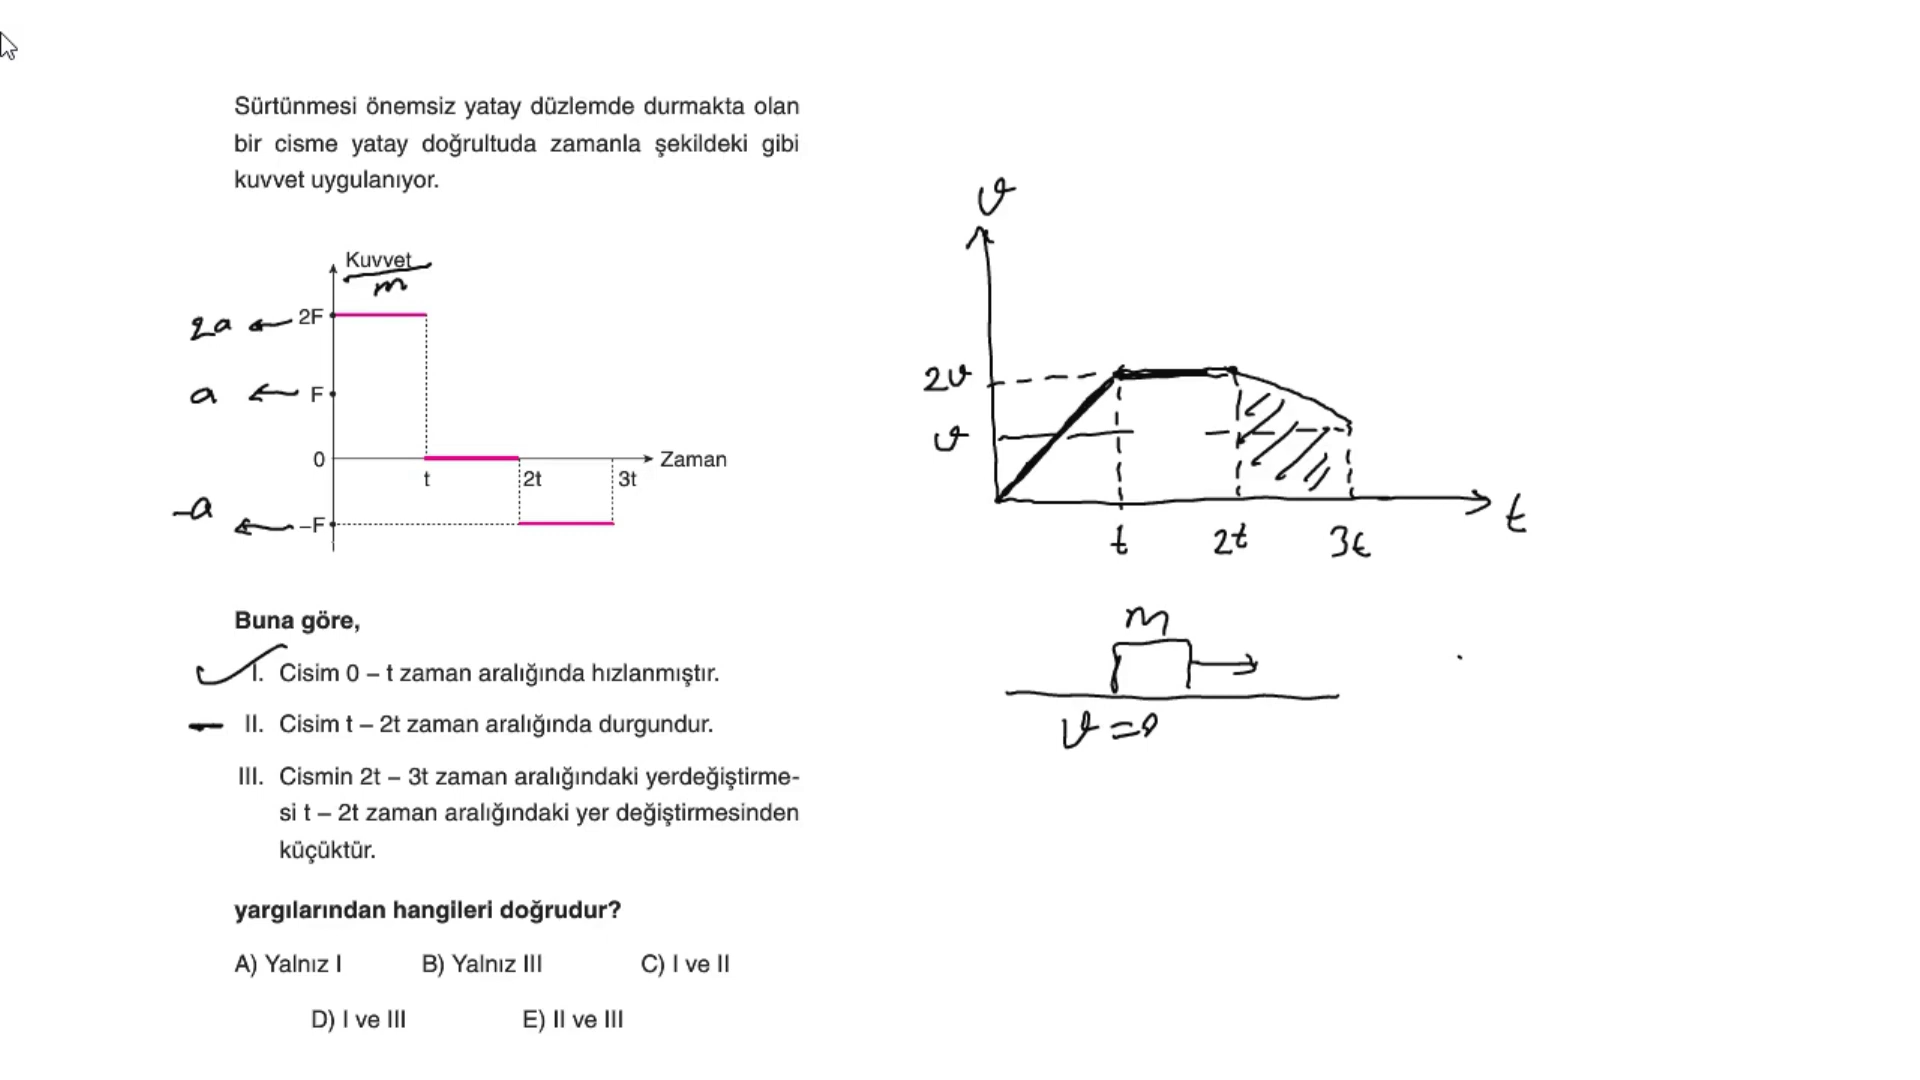 Sürtünmesi önemsiz yatay düzlemde durmakta olan
bir cisme yatay doğrultuda zamanla şekildeki gibi
kuvvet uygulanıyor.
Kuvvet
m
2a ← 2F
a ← F
0
t
2t
3t
Zaman
-a ← –F
Buna göre,
I. Cisim 0 – t zaman aralığında hızlanmıştır.
II. Cisim t – 2t zaman aralığında durgundur.
III. Cismin 2t – 3t zaman aralığındaki yerdeğiştirme-
si t – 2t zaman aralığındaki yer değiştirmesinden
küçüktür.
yargılarından hangileri doğrudur?
A) Yalnız I B) Yalnız III C) I ve II
D) I ve III E) II ve III
v
2v
v
t 2t 3t
t
m
v = 0